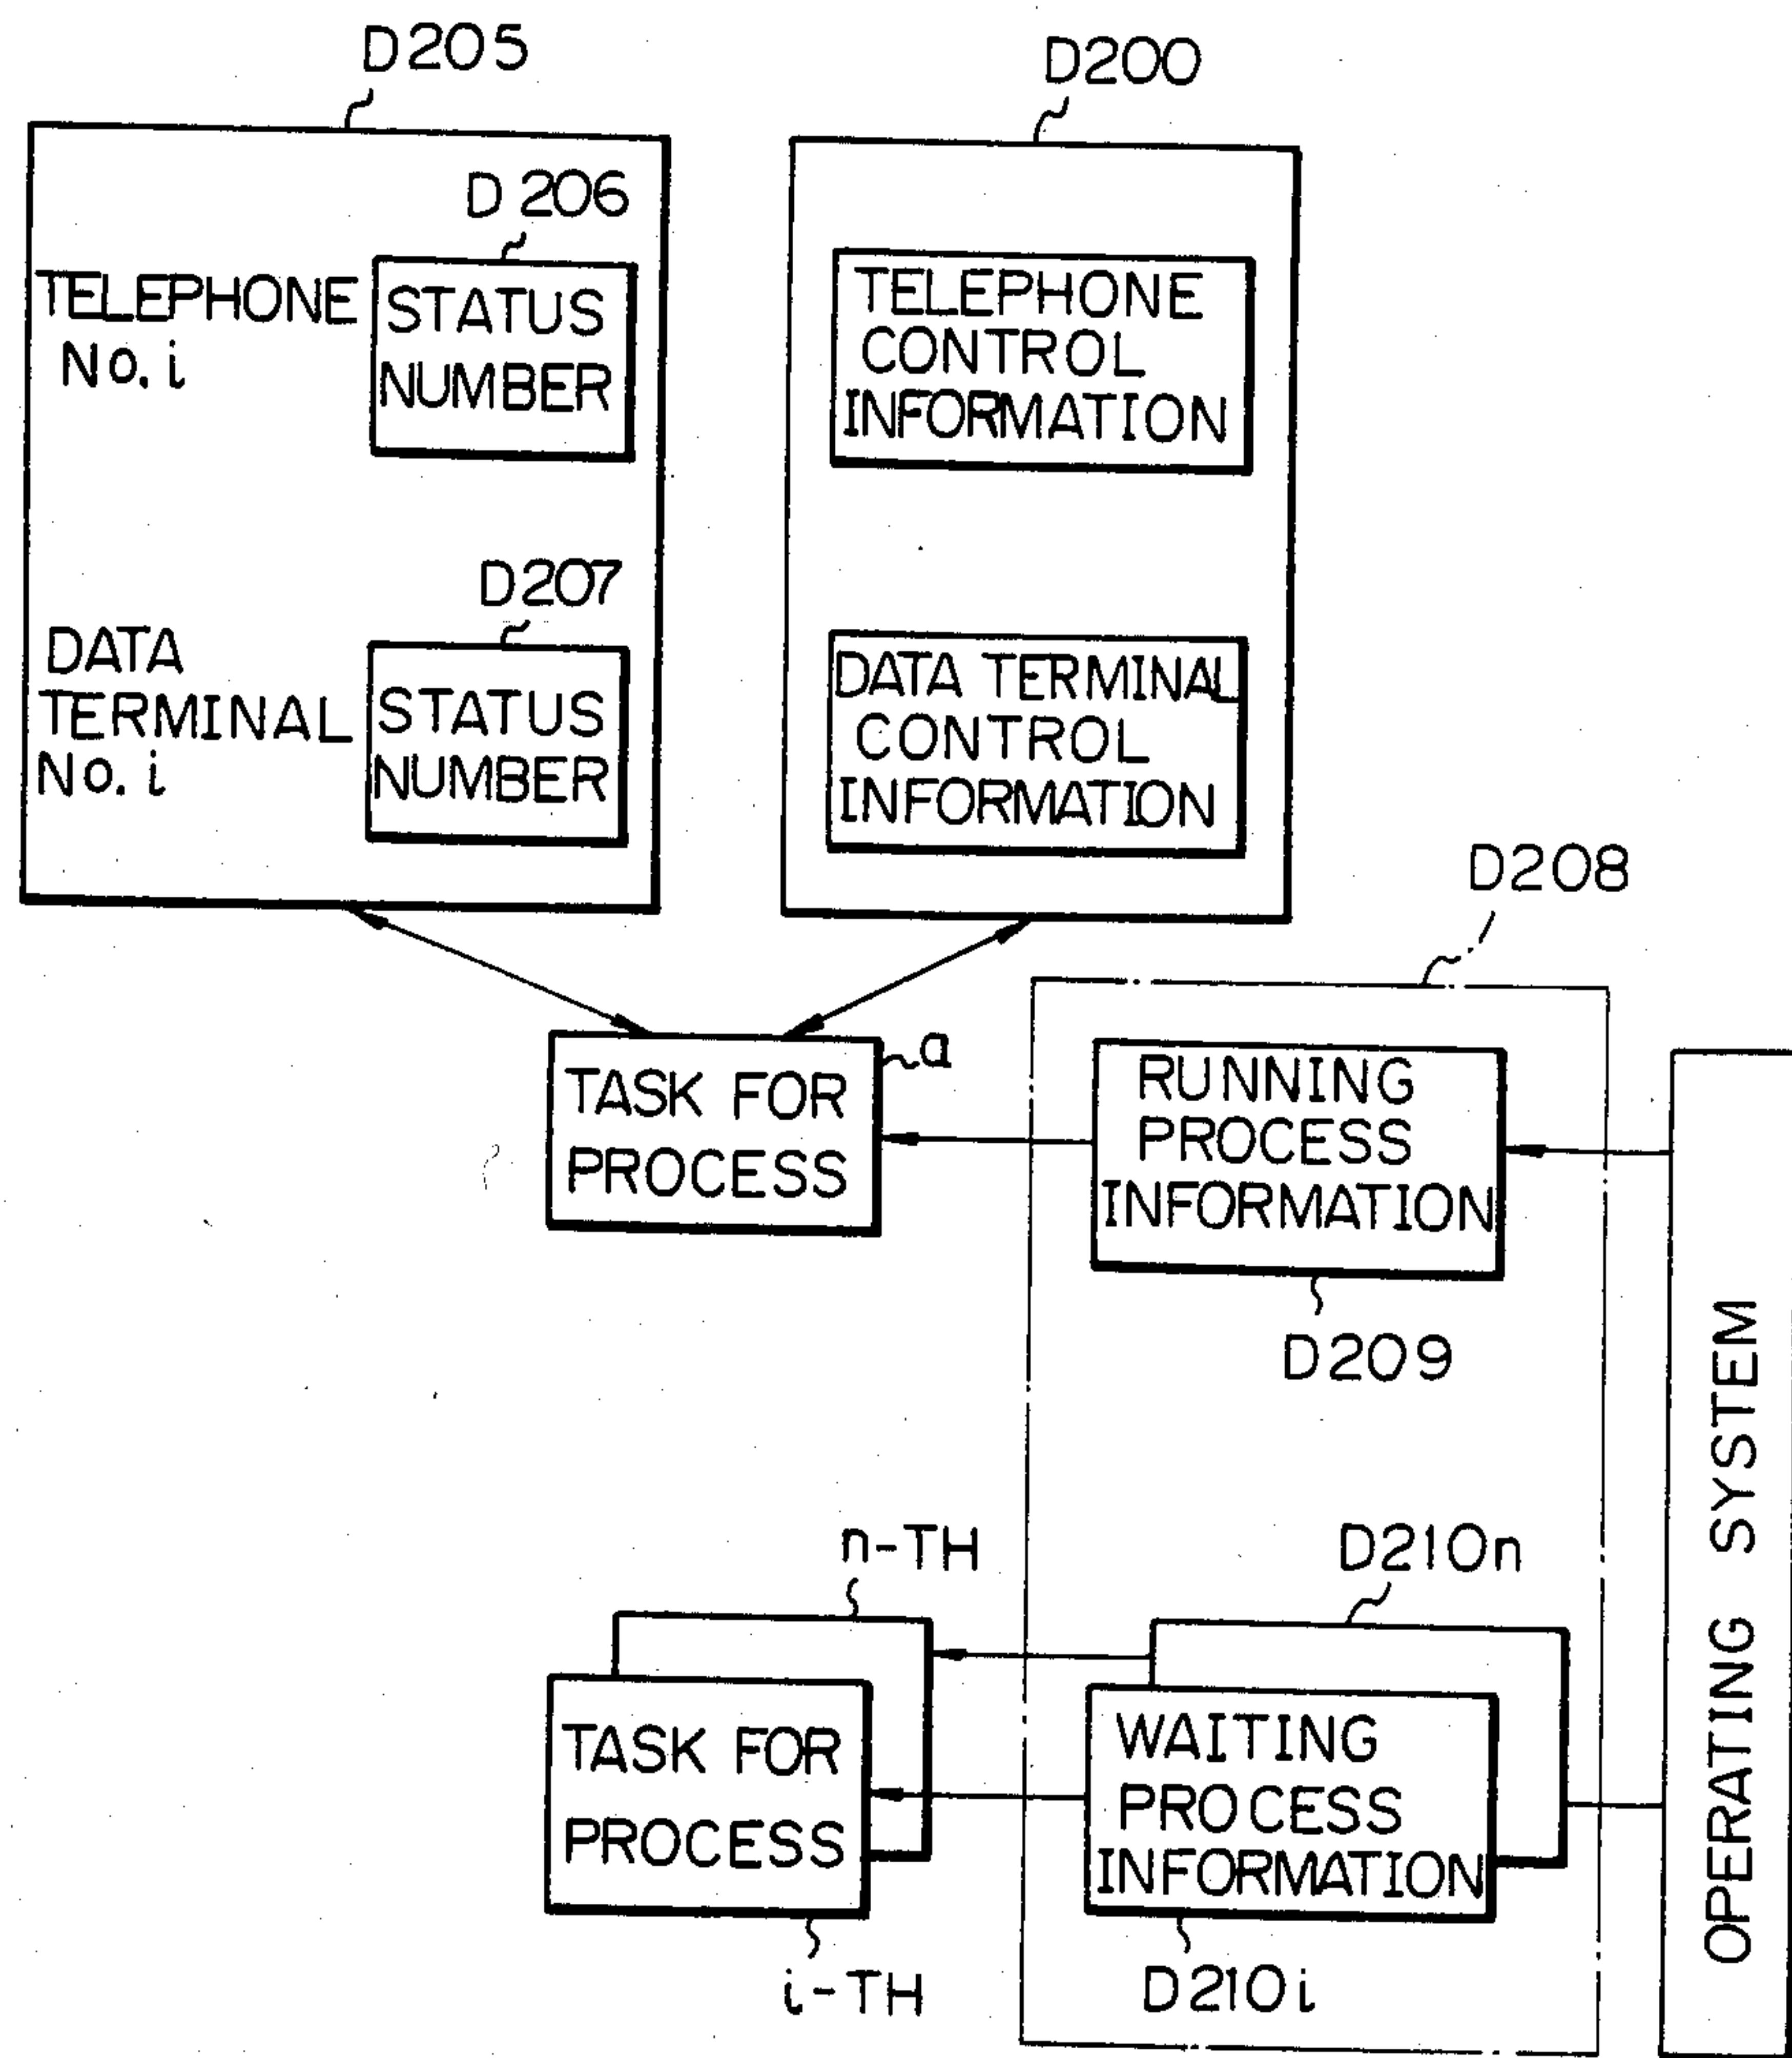 D205
D200
D206
TELEPHONE
No. i
STATUS
NUMBER
TELEPHONE
CONTROL
INFORMATION
D207
DATA
TERMINAL
No. i
STATUS
NUMBER
DATA TERMINAL
CONTROL
INFORMATION
D208
a
TASK FOR
PROCESS
RUNNING
PROCESS
INFORMATION
D209
OPERATING SYSTEM
n-TH
D210n
TASK FOR
PROCESS
WAITING
PROCESS
INFORMATION
i-TH
D210i